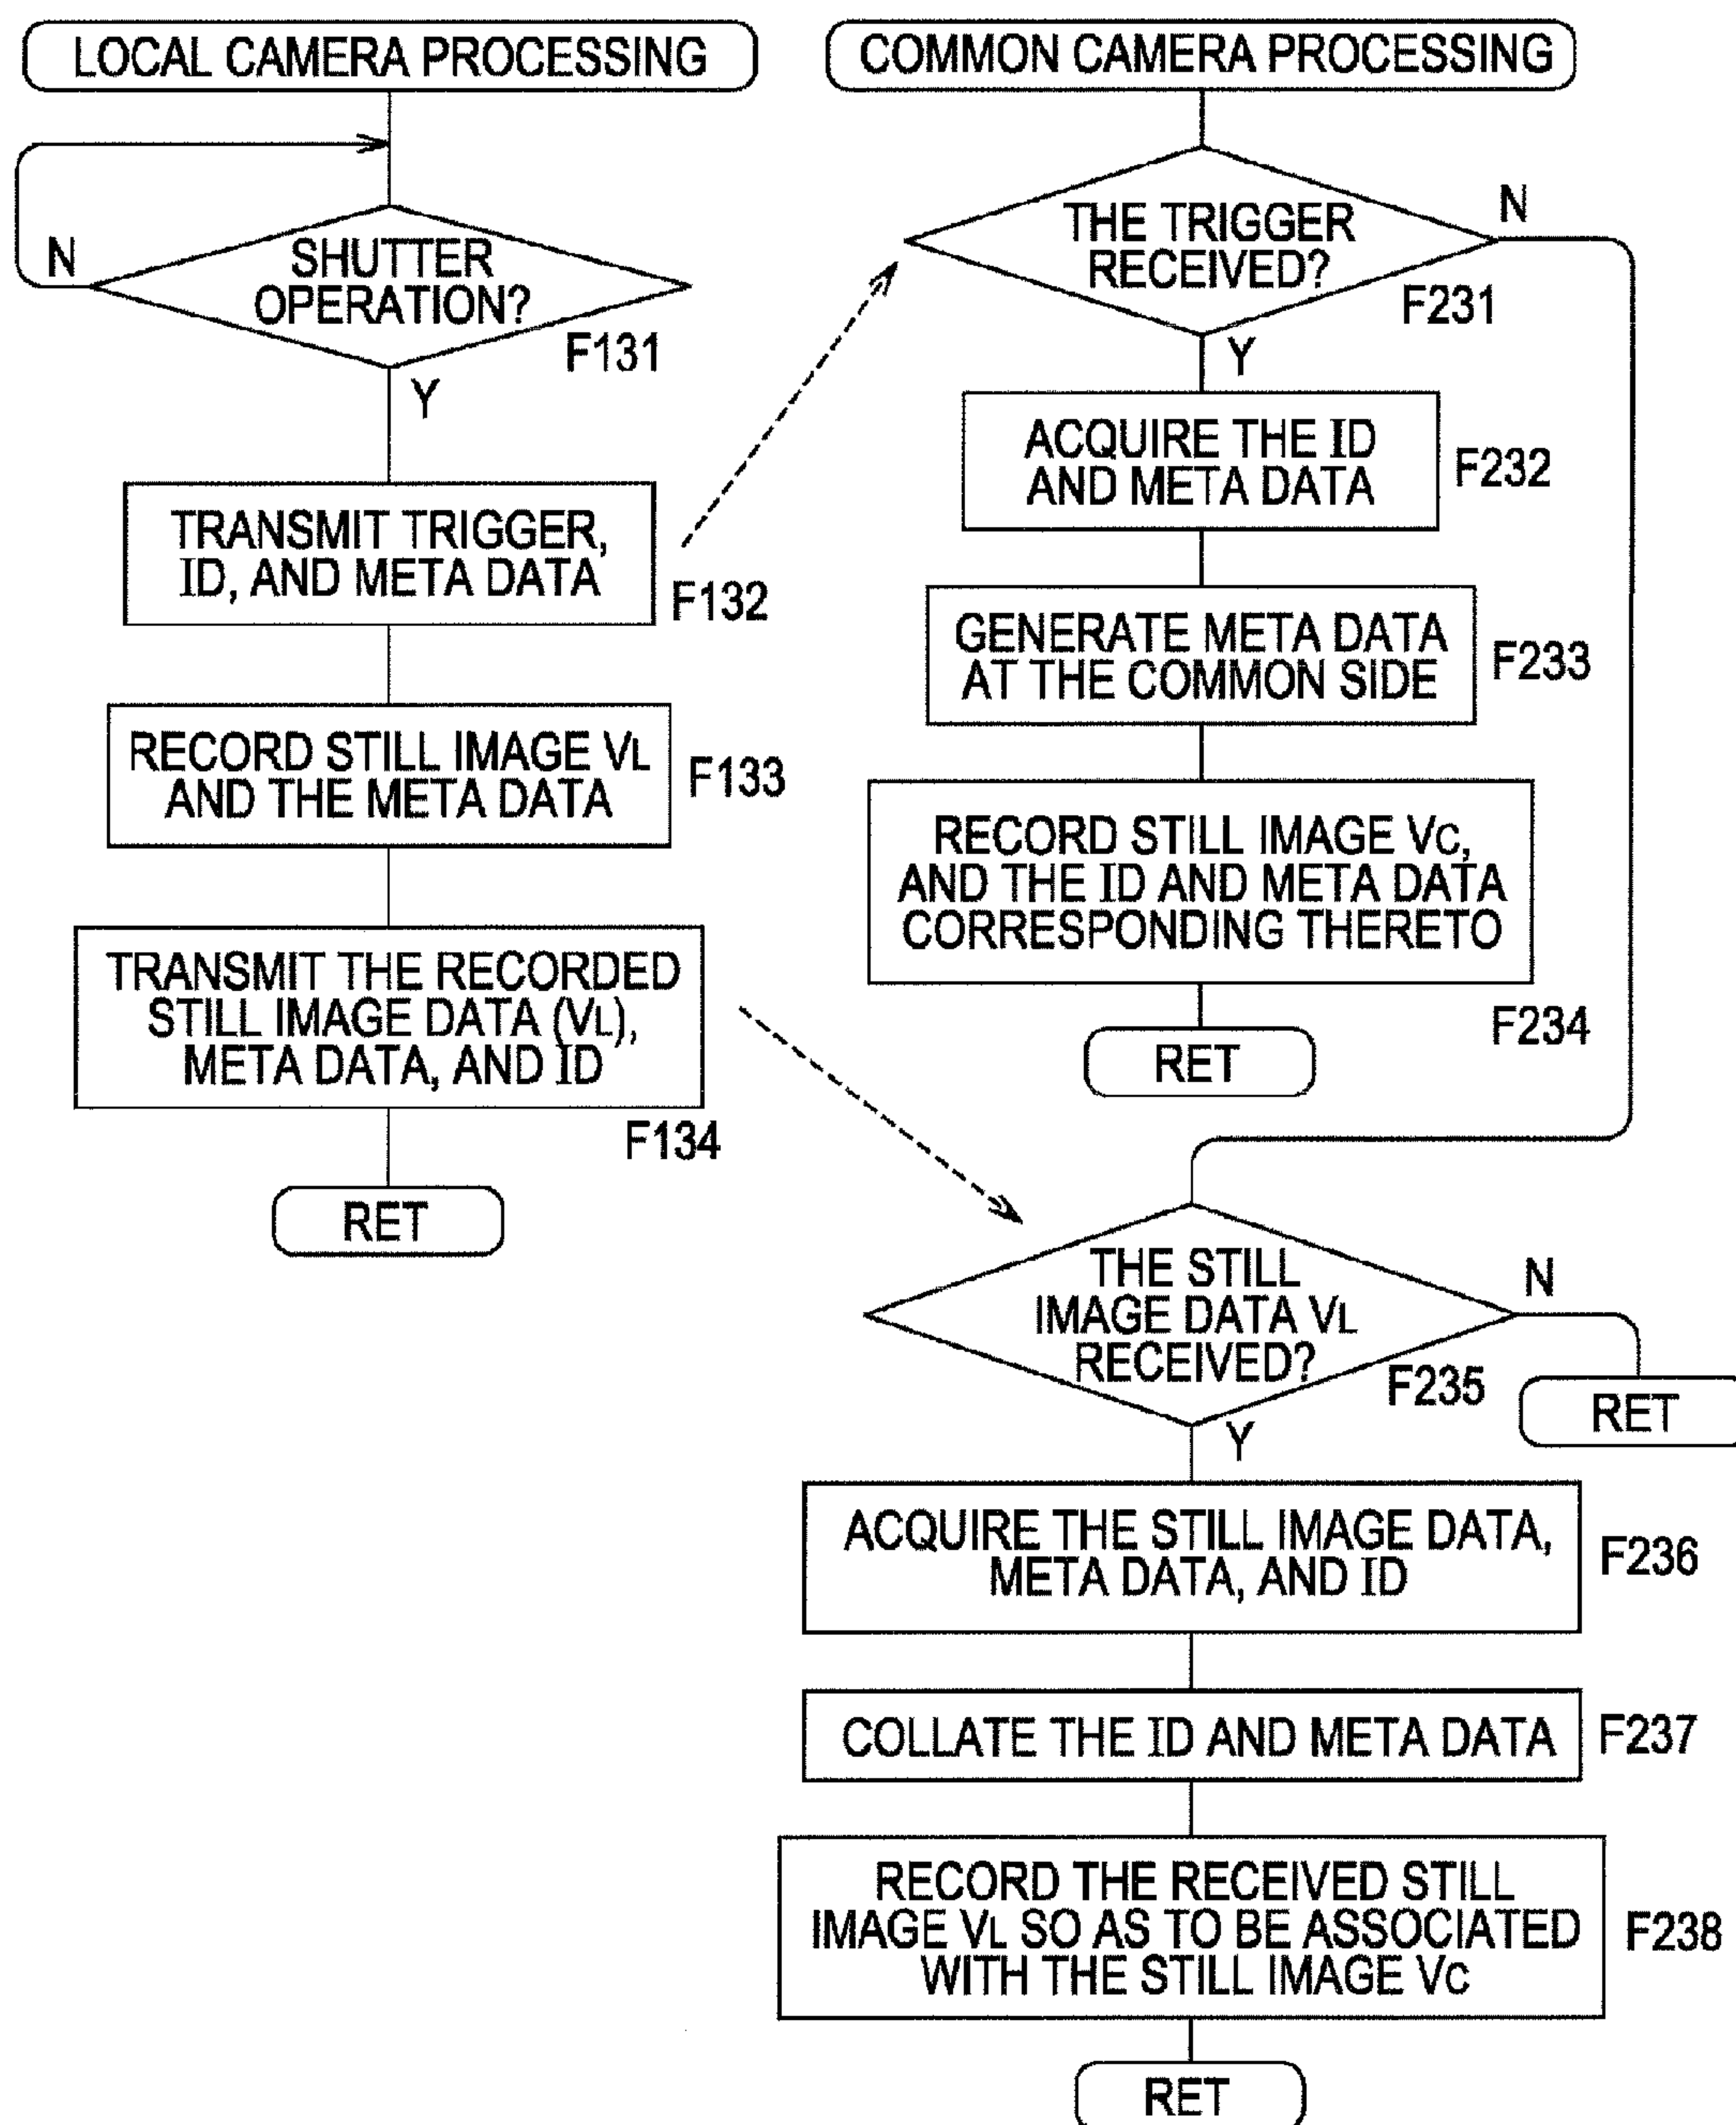 LOCAL CAMERA PROCESSING
N
SHUTTER
OPERATION?
F131
Y
TRANSMIT TRIGGER,
ID, AND META DATA
F132
RECORD STILL IMAGE VL
AND THE META DATA
F133
TRANSMIT THE RECORDED
STILL IMAGE DATA (VL),
META DATA, AND ID
F134
RET
COMMON CAMERA PROCESSING
THE TRIGGER
RECEIVED?
N
F231
Y
ACQUIRE THE ID
AND META DATA
F232
GENERATE META DATA
AT THE COMMON SIDE
F233
RECORD STILL IMAGE VC,
AND THE ID AND META DATA
CORRESPONDING THERETO
F234
RET
THE STILL
IMAGE DATA VL
RECEIVED?
N
F235
RET
Y
ACQUIRE THE STILL IMAGE DATA,
META DATA, AND ID
F236
COLLATE THE ID AND META DATA
F237
RECORD THE RECEIVED STILL
IMAGE VL SO AS TO BE ASSOCIATED
WITH THE STILL IMAGE VC
F238
RET